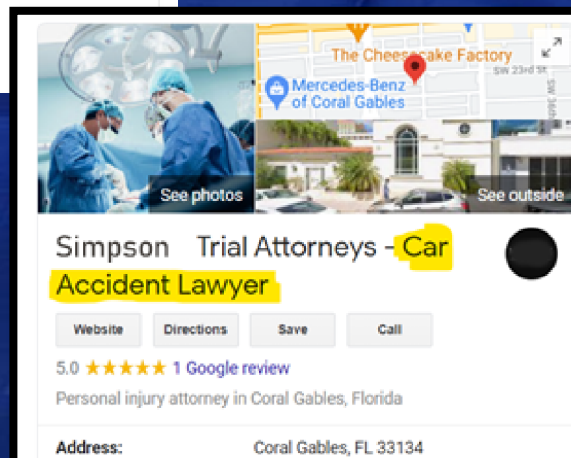 The Cheesecake Factory
SW 23rd St
SW 36th
Mercedes-Benz
of Coral Gables
See photos
See outside
Simpson Trial Attorneys - Car
Accident Lawyer
Website
Directions
Save
Call
5.0 ★★★★★ 1 Google review
Personal injury attorney in Coral Gables, Florida
Address: Coral Gables, FL 33134